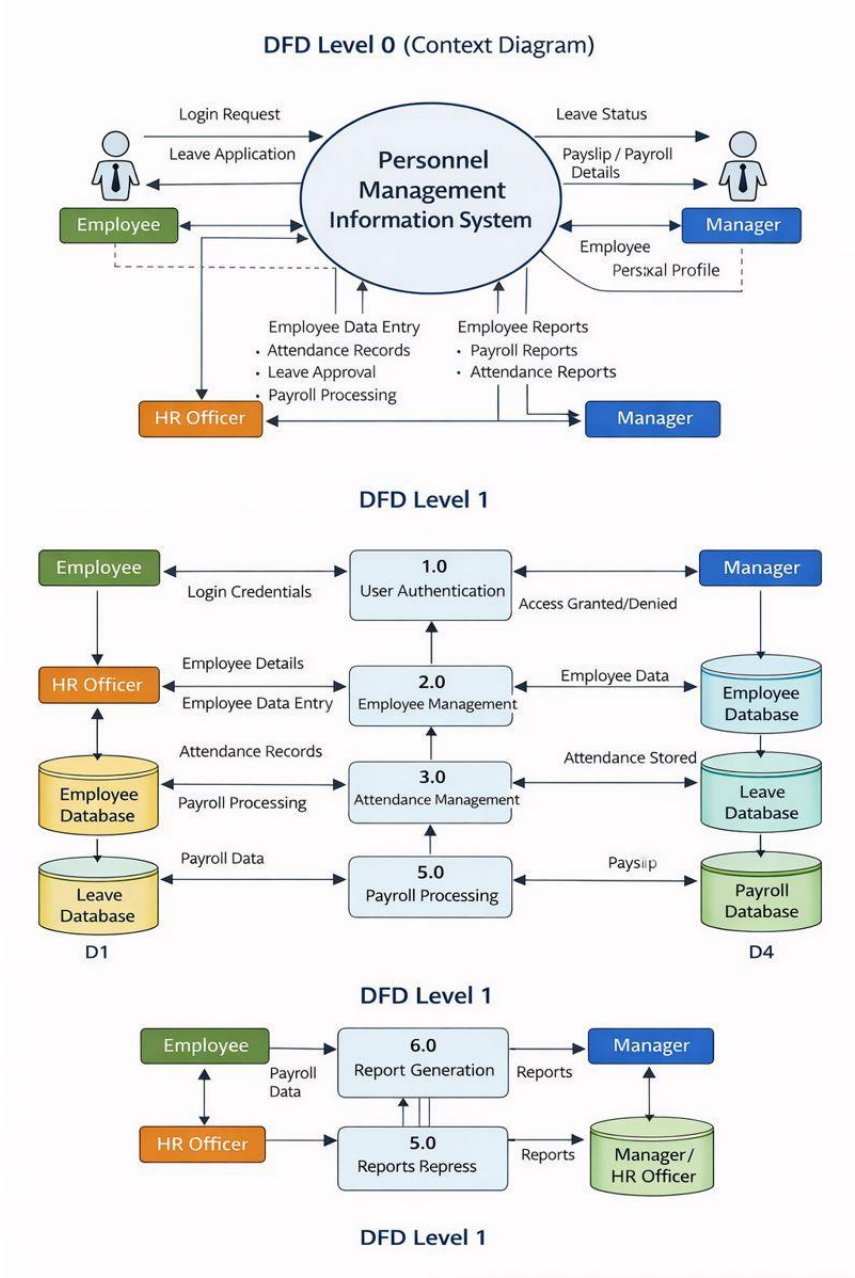 DFD Level 0 (Context Diagram)
Login Request
Leave Status
Leave Application
Personnel
Management
Information System
Payslip / Payroll
Details
Employee
Manager
Employee
Persxal Profile
Employee Data Entry
• Attendance Records
• Leave Approval
• Payroll Processing
Employee Reports
• Payroll Reports
• Attendance Reports
HR Officer
Manager
DFD Level 1
Employee
Login Credentials
1.0
User Authentication
Access Granted/Denied
Manager
HR Officer
Employee Details
Employee Data Entry
2.0
Employee Management
Employee Data
Employee
Database
Employee
Database
Attendance Records
Payroll Processing
3.0
Attendance Management
Attendance Stored
Leave
Database
Leave
Database
Payroll Data
5.0
Payroll Processing
Payroll
Database
D1
D4
DFD Level 1
Employee
Payroll
Data
6.0
Report Generation
Reports
Manager
HR Officer
5.0
Reports Repress
Reports
Manager/
HR Officer
DFD Level 1